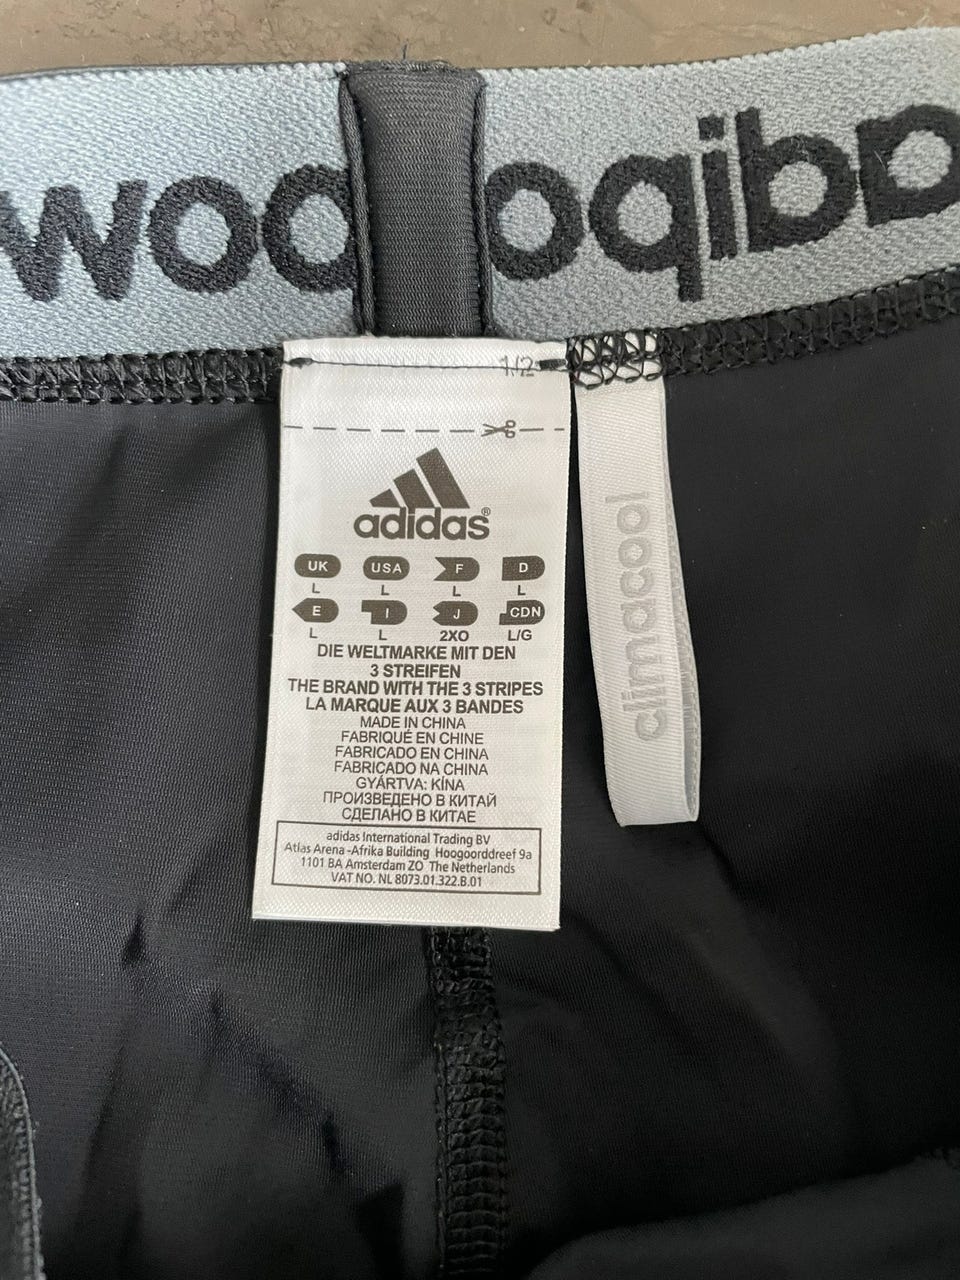 woo oqiba
1/2
adidas®
UK USA F D
L L L L
E I J CDN
L L 2XO L/G
DIE WELTMARKE MIT DEN
3 STREIFEN
THE BRAND WITH THE 3 STRIPES
LA MARQUE AUX 3 BANDES
MADE IN CHINA
FABRIQUÉ EN CHINE
FABRICADO EN CHINA
FABRICADO NA CHINA
GYÁRTVA: KÍNA
ПРОИЗВЕДЕНО В КИТАЙ
СДЕЛАНО В КИТАЕ
adidas International Trading BV
Atlas Arena -Afrika Building Hoogoorddreef 9a
1101 BA Amsterdam ZO The Netherlands
VAT NO. NL 8073.01.322.B.01
climacool